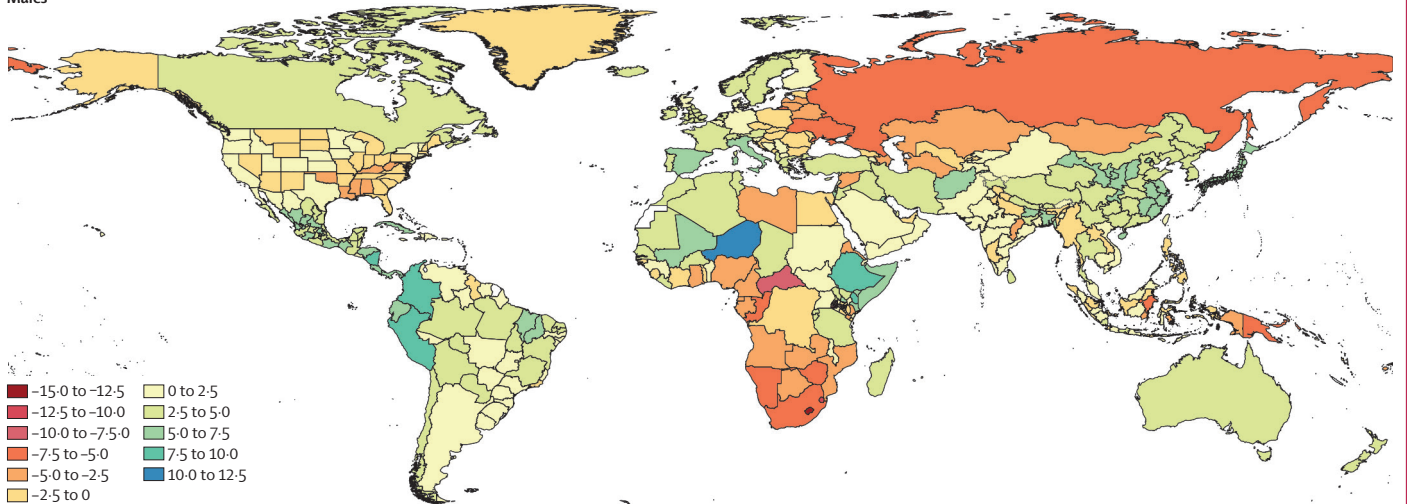 Males
–15·0 to –12·5
–12·5 to –10·0
–10·0 to –7·5·0
–7·5 to –5·0
–5·0 to –2·5
–2·5 to 0
0 to 2·5
2·5 to 5·0
5·0 to 7·5
7·5 to 10·0
10·0 to 12·5